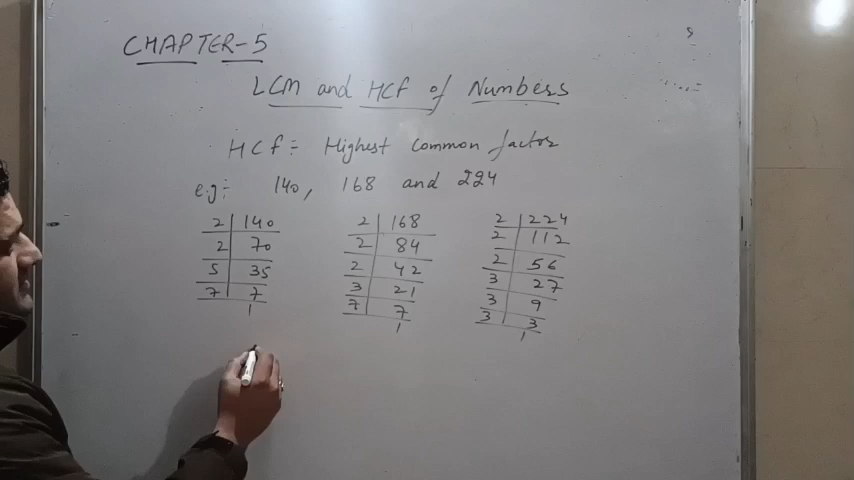 CHAPTER-5
LCM and HCF of Numbers
HCF = Highest Common factor
e.g:- 140, 168 and 224
2 | 140    2 | 168    2 | 224
2 | 70    2 | 84    2 | 112
5 | 35    2 | 42    2 | 56
7 | 7    3 | 21    3 | 27
1    7 | 7    3 | 9
1    3 | 3
1